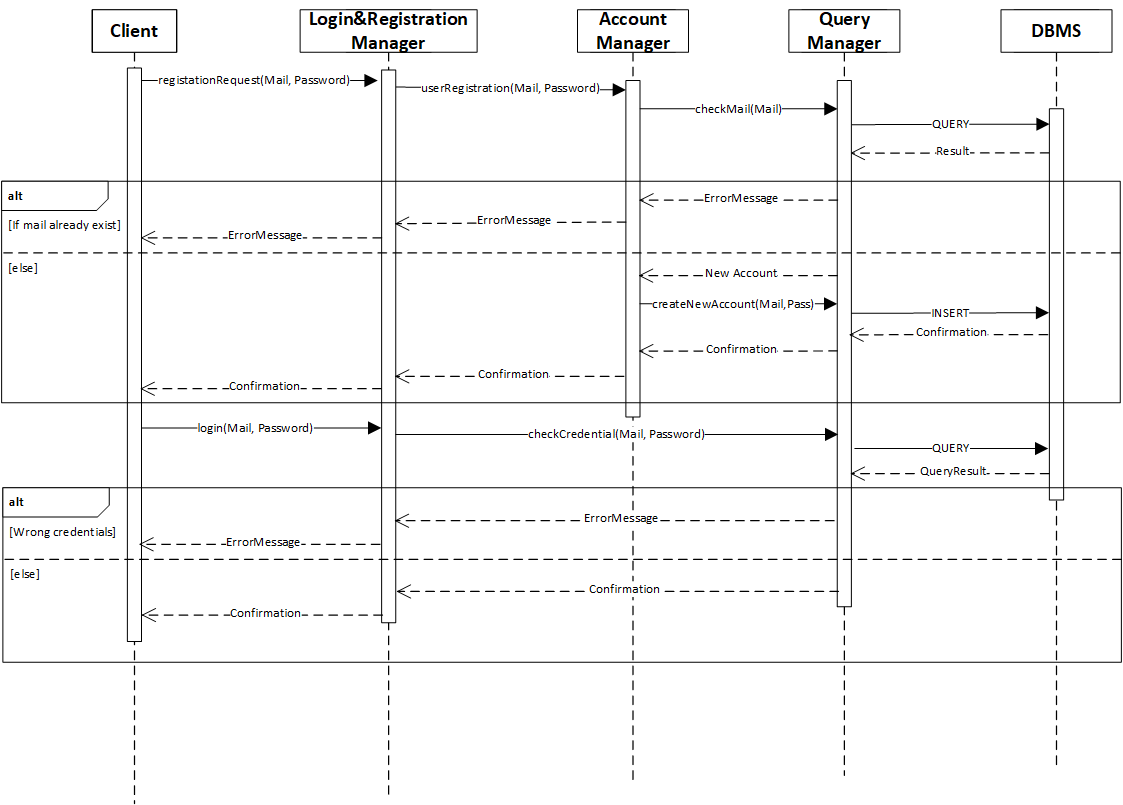 Client
Login&Registration
Manager
Account
Manager
Query
Manager
DBMS
registationRequest(Mail, Password)
userRegistration(Mail, Password)
checkMail(Mail)
QUERY
Result
alt
[If mail already exist]
ErrorMessage
ErrorMessage
ErrorMessage
[else]
New Account
createNewAccount(Mail,Pass)
INSERT
Confirmation
Confirmation
Confirmation
Confirmation
login(Mail, Password)
checkCredential(Mail, Password)
QUERY
QueryResult
alt
[Wrong credentials]
ErrorMessage
ErrorMessage
[else]
Confirmation
Confirmation